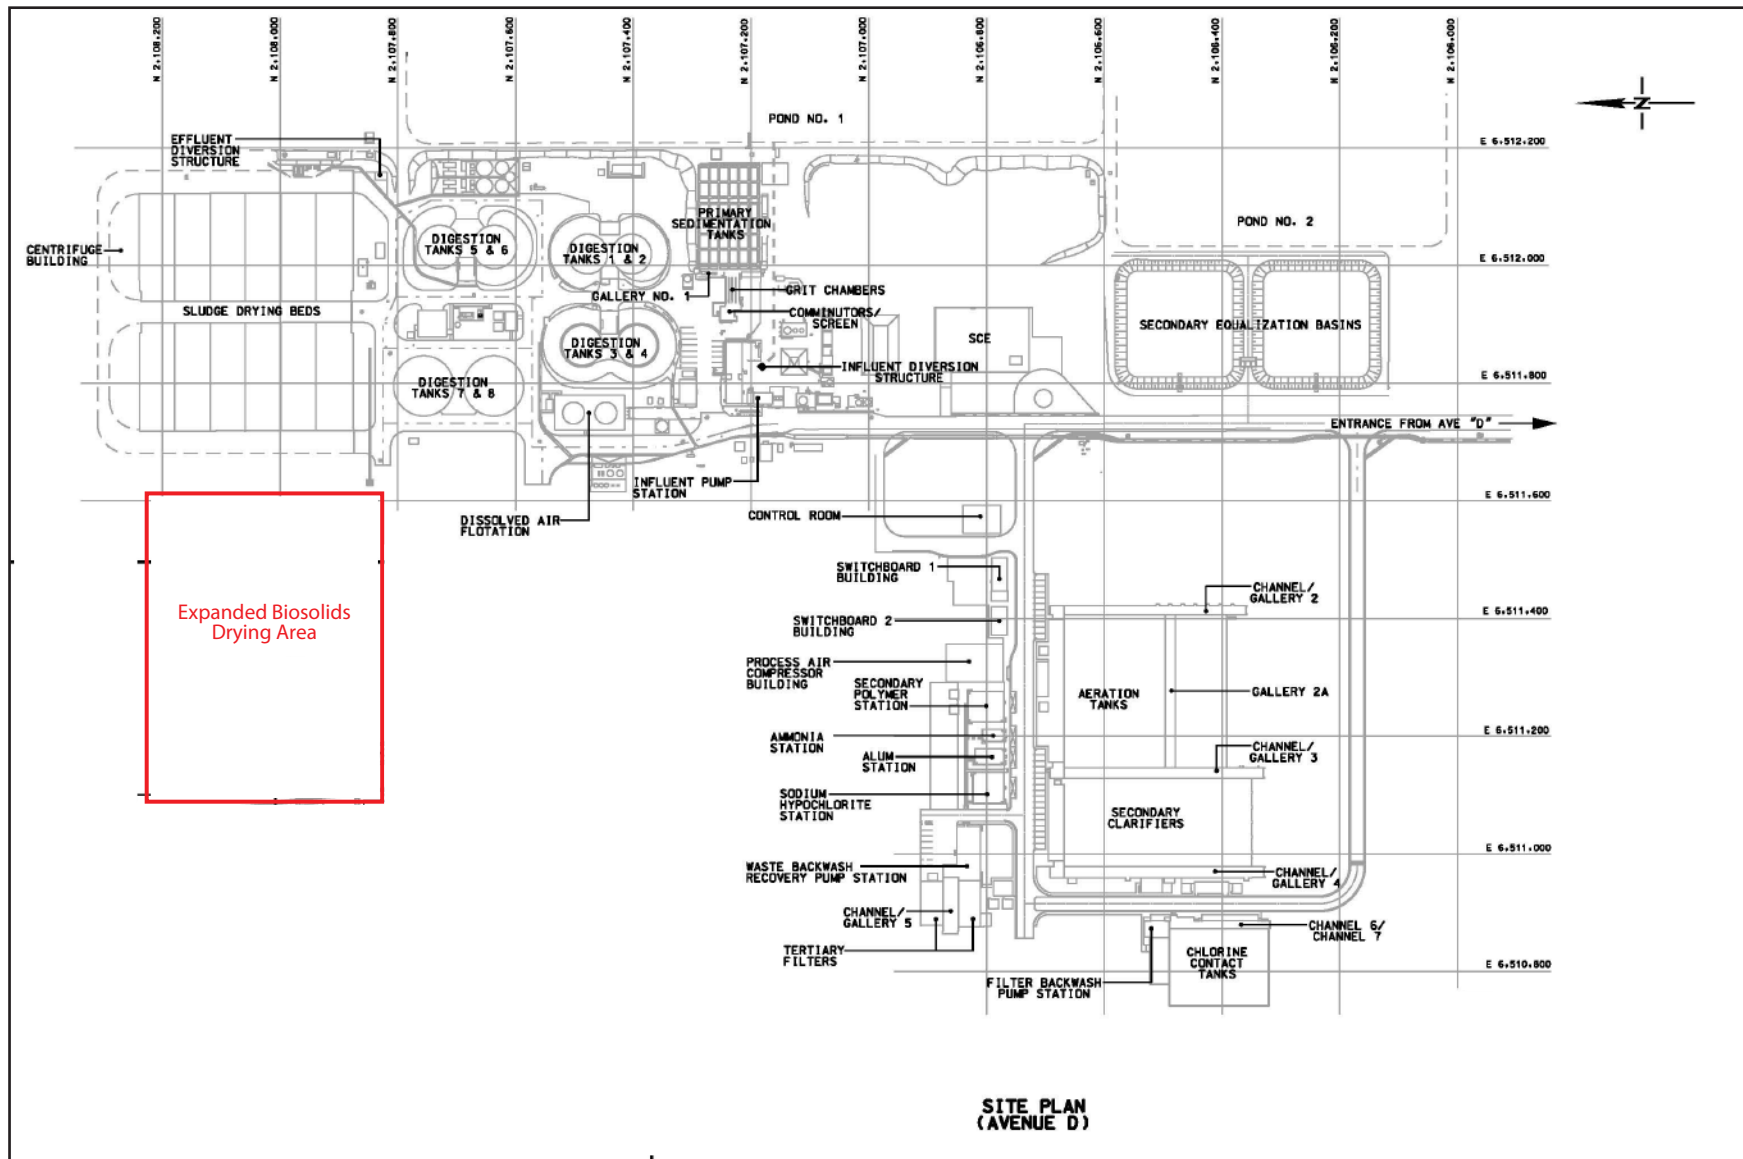 N 2,108,200
N 2,108,000
N 2,107,800
N 2,107,600
N 2,107,400
N 2,107,200
N 2,107,000
N 2,106,800
N 2,106,600
N 2,106,400
N 2,106,200
N 2,106,000
N
POND NO. 1
EFFLUENT
DIVERSION
STRUCTURE
E 6,512,200
PRIMARY
SEDIMENTATION
TANKS
POND NO. 2
CENTRIFUGE
BUILDING
DIGESTION
TANKS 5 & 6
DIGESTION
TANKS 1 & 2
E 6,512,000
GALLERY NO. 1
GRIT CHAMBERS
SLUDGE DRYING BEDS
COMMINUTORS/
SCREEN
SCE
SECONDARY EQUALIZATION BASINS
DIGESTION
TANKS 3 & 4
INFLUENT DIVERSION
STRUCTURE
DIGESTION
TANKS 7 & 8
E 6,511,800
ENTRANCE FROM AVE "D"
INFLUENT PUMP
STATION
E 6,511,600
DISSOLVED AIR
FLOTATION
CONTROL ROOM
SWITCHBOARD 1
BUILDING
CHANNEL/
GALLERY 2
Expanded Biosolids
Drying Area
E 6,511,400
SWITCHBOARD 2
BUILDING
PROCESS AIR
COMPRESSOR
BUILDING
SECONDARY
POLYMER
STATION
AERATION
TANKS
GALLERY 2A
E 6,511,200
AMMONIA
STATION
CHANNEL/
GALLERY 3
ALUM
STATION
SODIUM
HYPOCHLORITE
STATION
SECONDARY
CLARIFIERS
E 6,511,000
WASTE BACKWASH
RECOVERY PUMP STATION
CHANNEL/
GALLERY 4
CHANNEL/
GALLERY 5
CHANNEL 6/
CHANNEL 7
TERTIARY
FILTERS
CHLORINE
CONTACT
TANKS
E 6,510,800
FILTER BACKWASH
PUMP STATION
SITE PLAN
(AVENUE D)